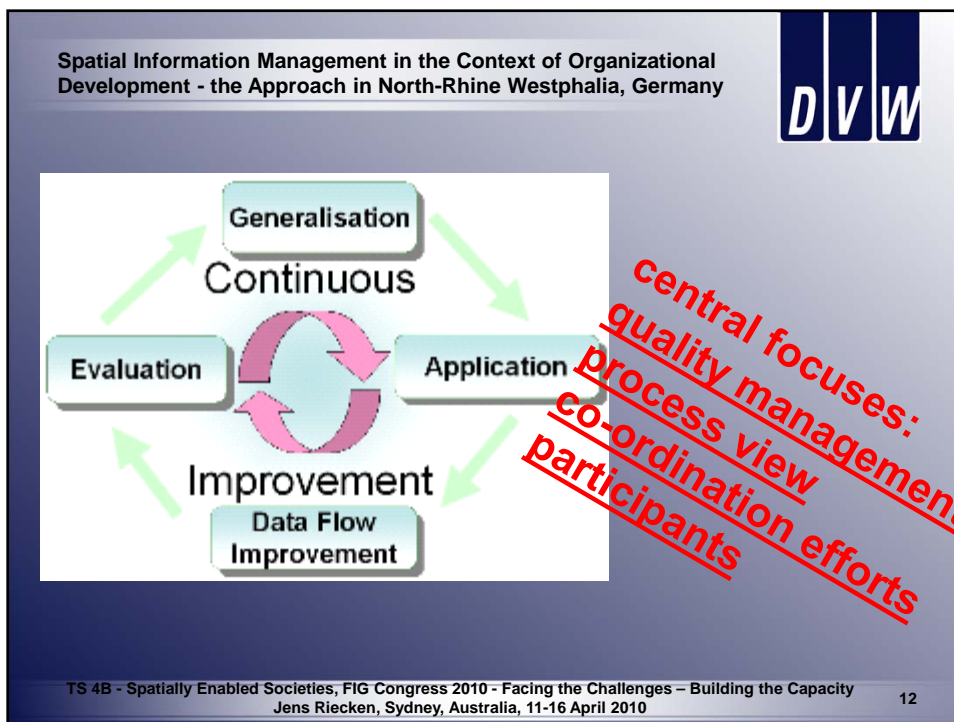 Spatial Information Management in the Context of Organizational
Development - the Approach in North-Rhine Westphalia, Germany
DVW
Generalisation
Continuous
Evaluation
Application
Improvement
Data Flow
Improvement
central focuses:
quality management
process view
co-ordination efforts
participants
TS 4B - Spatially Enabled Societies, FIG Congress 2010 - Facing the Challenges – Building the Capacity
Jens Riecken, Sydney, Australia, 11-16 April 2010
12